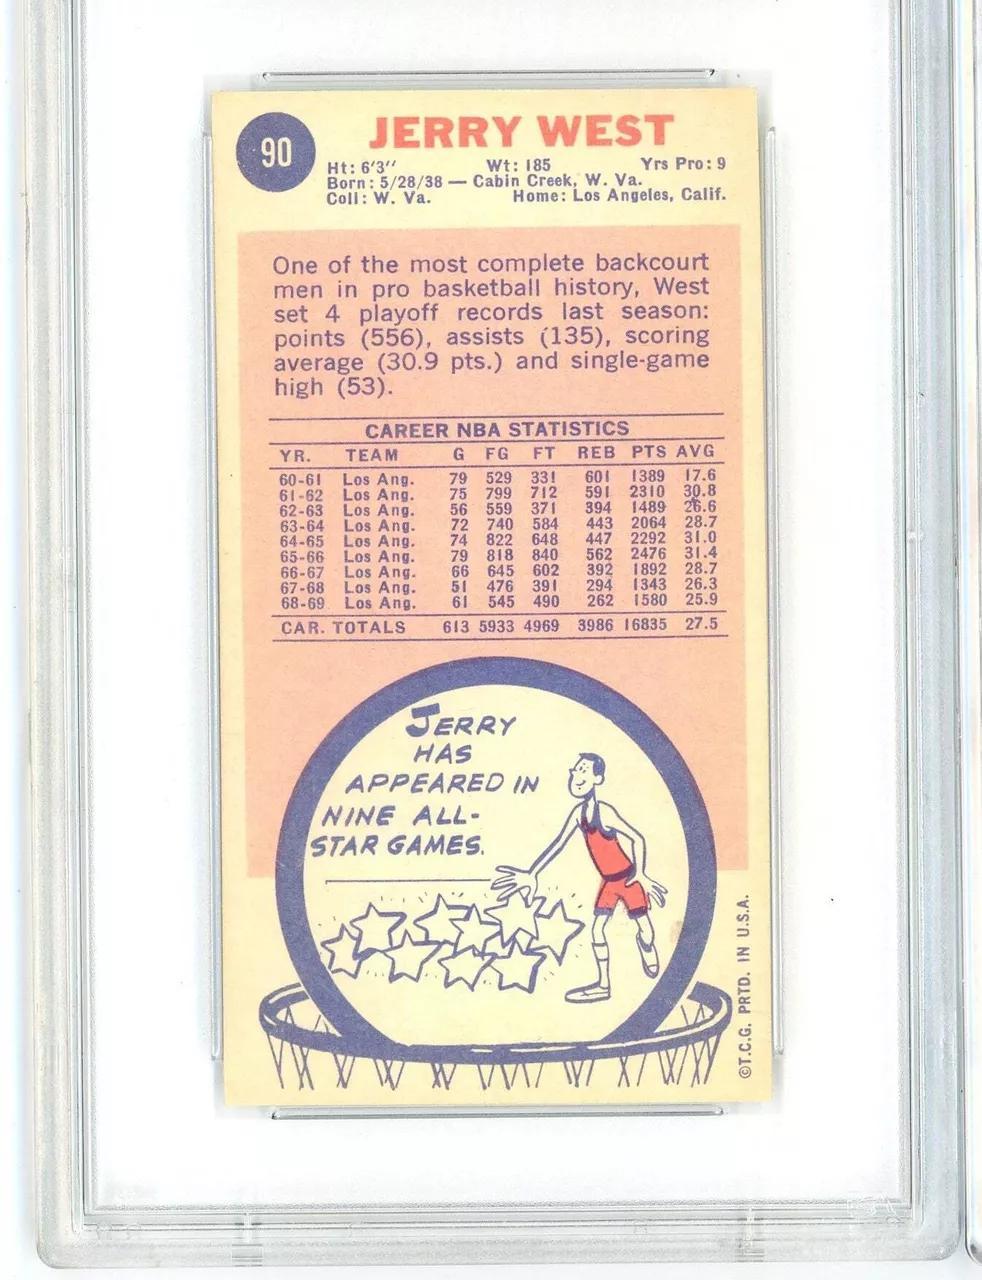 90
JERRY WEST
Ht: 6'3" Wt: 185 Yrs Pro: 9
Born: 5/28/38 — Cabin Creek, W. Va.
Coll: W. Va. Home: Los Angeles, Calif.
One of the most complete backcourt
men in pro basketball history, West
set 4 playoff records last season:
points (556), assists (135), scoring
average (30.9 pts.) and single-game
high (53).
CAREER NBA STATISTICS
YR. TEAM G FG FT REB PTS AVG
60-61 Los Ang. 79 529 331 601 1389 17.6
61-62 Los Ang. 75 799 712 591 2310 30.8
62-63 Los Ang. 56 559 371 394 1489 26.6
63-64 Los Ang. 72 740 584 443 2064 28.7
64-65 Los Ang. 74 822 648 447 2292 31.0
65-66 Los Ang. 79 818 840 562 2476 31.4
66-67 Los Ang. 66 645 602 392 1892 28.7
67-68 Los Ang. 51 476 391 294 1343 26.3
68-69 Los Ang. 61 545 490 262 1580 25.9
CAR. TOTALS 613 5933 4969 3986 16835 27.5
JERRY
HAS
APPEARED IN
NINE ALL-
STAR GAMES.
©T.C.G. PRTD. IN U.S.A.